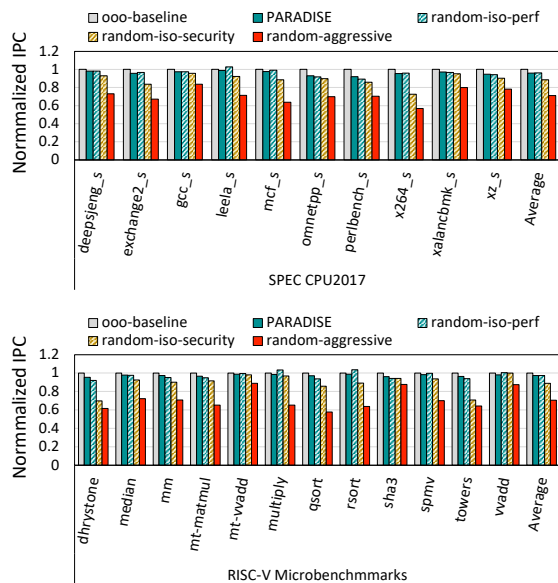 ooo-baseline PARADISE random-iso-perf
random-iso-security random-aggressive
Normmalized IPC
1.2
1
0.8
0.6
0.4
0.2
0
deepsjeng_s
exchange2_s
gcc_s
leela_s
mcf_s
omnetpp_s
perlbench_s
x264_s
xalancbmk_s
xz_s
Average
SPEC CPU2017
ooo-baseline PARADISE random-iso-perf
random-iso-security random-aggressive
Normmalized IPC
1.2
1
0.8
0.6
0.4
0.2
0
dhrystone
median
mm
mt-matmul
mt-vvadd
multiply
qsort
rsort
sha3
spmv
towers
vvadd
Average
RISC-V Microbenchmmarks